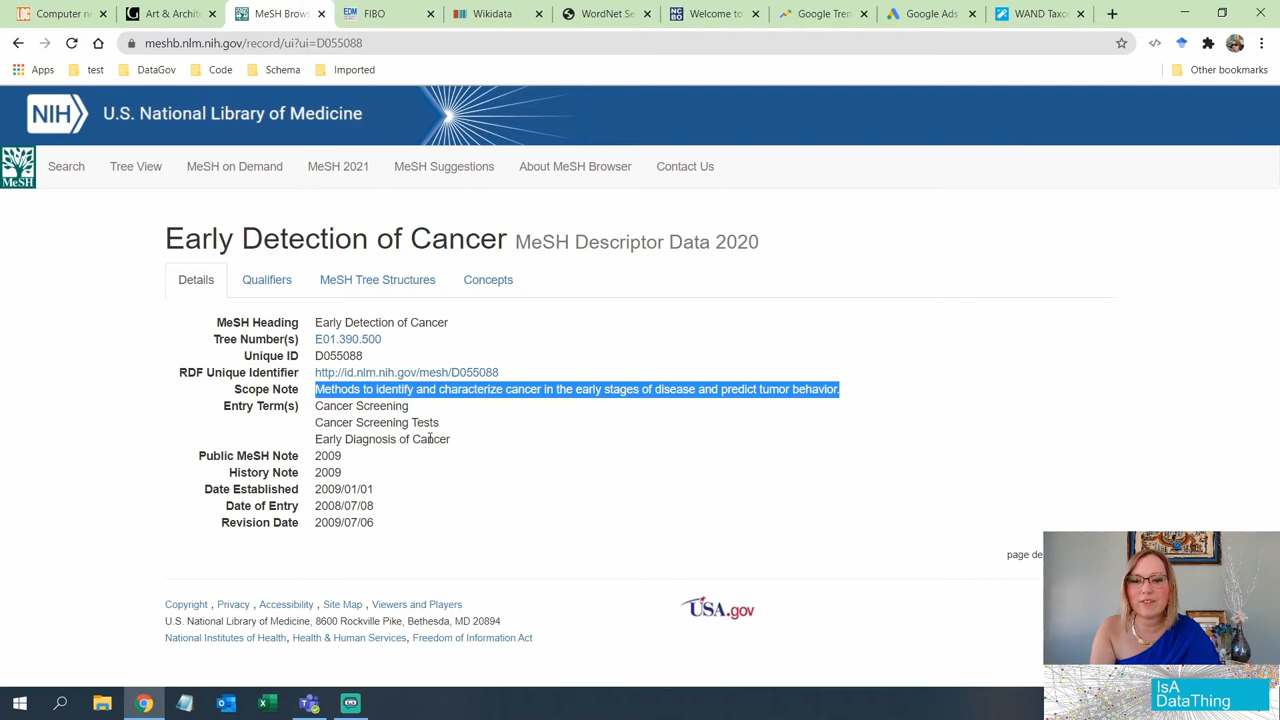 Computer n
Art & Archite
MeSH Brows
FIBO
Wikidata
WordNet Se
Welcome to
Google Tren
Google Ads
WAND Taxo
meshb.nlm.nih.gov/record/ui?ui=D055088
Apps test DataGov Code Schema Imported Other bookmarks
NIH U.S. National Library of Medicine
MeSH Search Tree View MeSH on Demand MeSH 2021 MeSH Suggestions About MeSH Browser Contact Us
Early Detection of Cancer MeSH Descriptor Data 2020
Details Qualifiers MeSH Tree Structures Concepts
MeSH Heading Early Detection of Cancer
Tree Number(s) E01.390.500
Unique ID D055088
RDF Unique Identifier http://id.nlm.nih.gov/mesh/D055088
Scope Note Methods to identify and characterize cancer in the early stages of disease and predict tumor behavior.
Entry Term(s) Cancer Screening
Cancer Screening Tests
Early Diagnosis of Cancer
Public MeSH Note 2009
History Note 2009
Date Established 2009/01/01
Date of Entry 2008/07/08
Revision Date 2009/07/06
page de
Copyright , Privacy , Accessibility , Site Map , Viewers and Players
U.S. National Library of Medicine, 8600 Rockville Pike, Bethesda, MD 20894
National Institutes of Health, Health & Human Services, Freedom of Information Act
USA.gov
IsA
DataThing